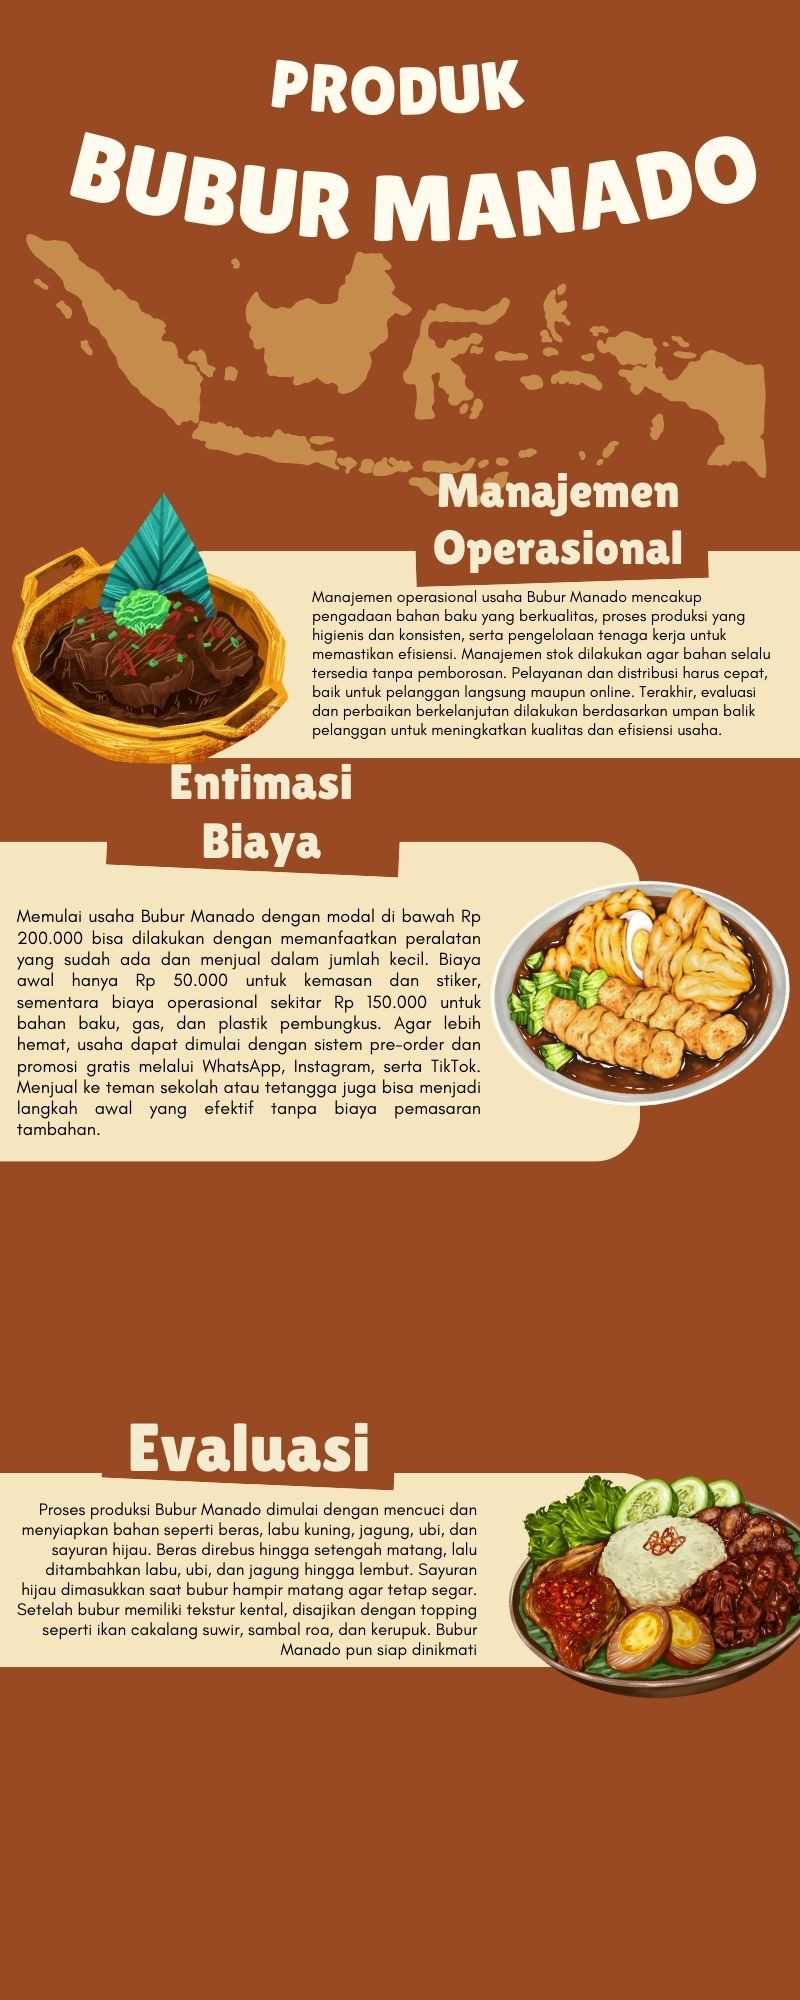 PRODUK
BUBUR MANADO
Manajemen
Operasional
Manajemen operasional usaha Bubur Manado mencakup
pengadaan bahan baku yang berkualitas, proses produksi yang
higienis dan konsisten, serta pengelolaan tenaga kerja untuk
memastikan efisiensi. Manajemen stok dilakukan agar bahan selalu
tersedia tanpa pemborosan. Pelayanan dan distribusi harus cepat,
baik untuk pelanggan langsung maupun online. Terakhir, evaluasi
dan perbaikan berkelanjutan dilakukan berdasarkan umpan balik
pelanggan untuk meningkatkan kualitas dan efisiensi usaha.
Entimasi
Biaya
Memulai usaha Bubur Manado dengan modal di bawah Rp
200.000 bisa dilakukan dengan memanfaatkan peralatan
yang sudah ada dan menjual dalam jumlah kecil. Biaya
awal hanya Rp 50.000 untuk kemasan dan stiker,
sementara biaya operasional sekitar Rp 150.000 untuk
bahan baku, gas, dan plastik pembungkus. Agar lebih
hemat, usaha dapat dimulai dengan sistem pre-order dan
promosi gratis melalui WhatsApp, Instagram, serta TikTok.
Menjual ke teman sekolah atau tetangga juga bisa menjadi
langkah awal yang efektif tanpa biaya pemasaran
tambahan.
Evaluasi
Proses produksi Bubur Manado dimulai dengan mencuci dan
menyiapkan bahan seperti beras, labu kuning, jagung, ubi, dan
sayuran hijau. Beras direbus hingga setengah matang, lalu
ditambahkan labu, ubi, dan jagung hingga lembut. Sayuran
hijau dimasukkan saat bubur hampir matang agar tetap segar.
Setelah bubur memiliki tekstur kental, disajikan dengan topping
seperti ikan cakalang suwir, sambal roa, dan kerupuk. Bubur
Manado pun siap dinikmati